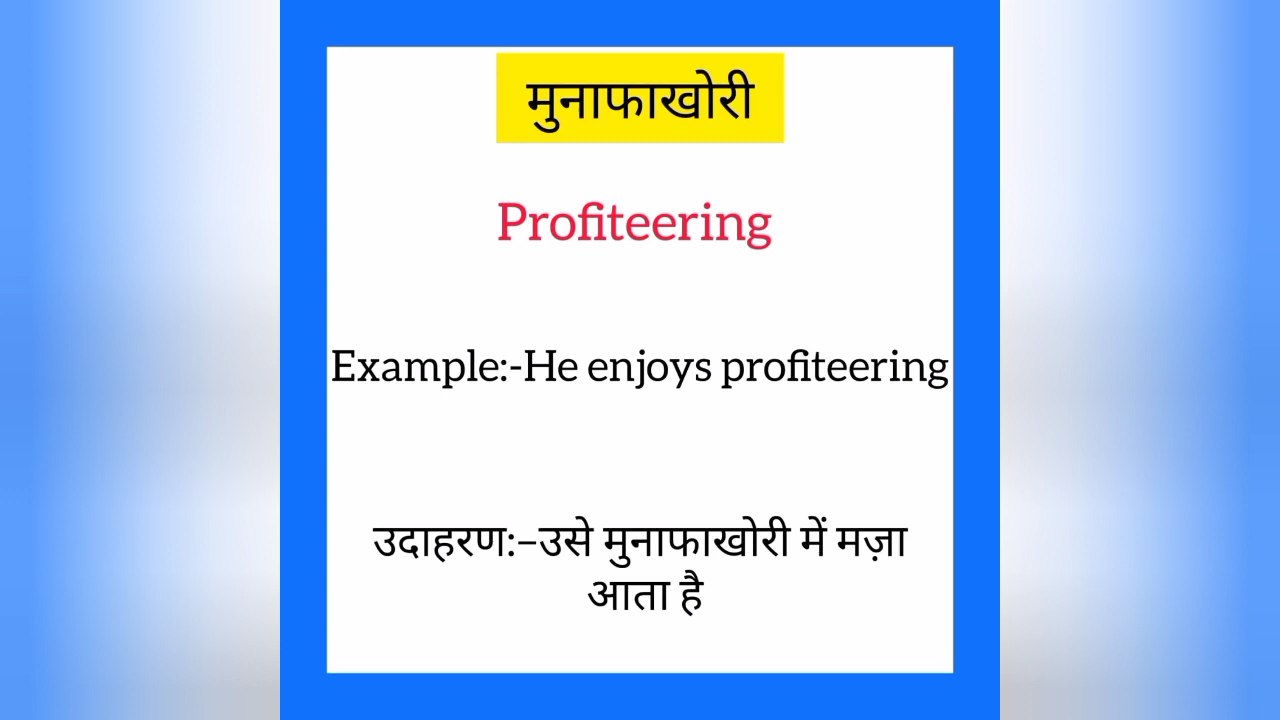 मुनाफाखोरी
Profiteering
Example:-He enjoys profiteering
उदाहरण:–उसे मुनाफाखोरी में मज़ा
आता है